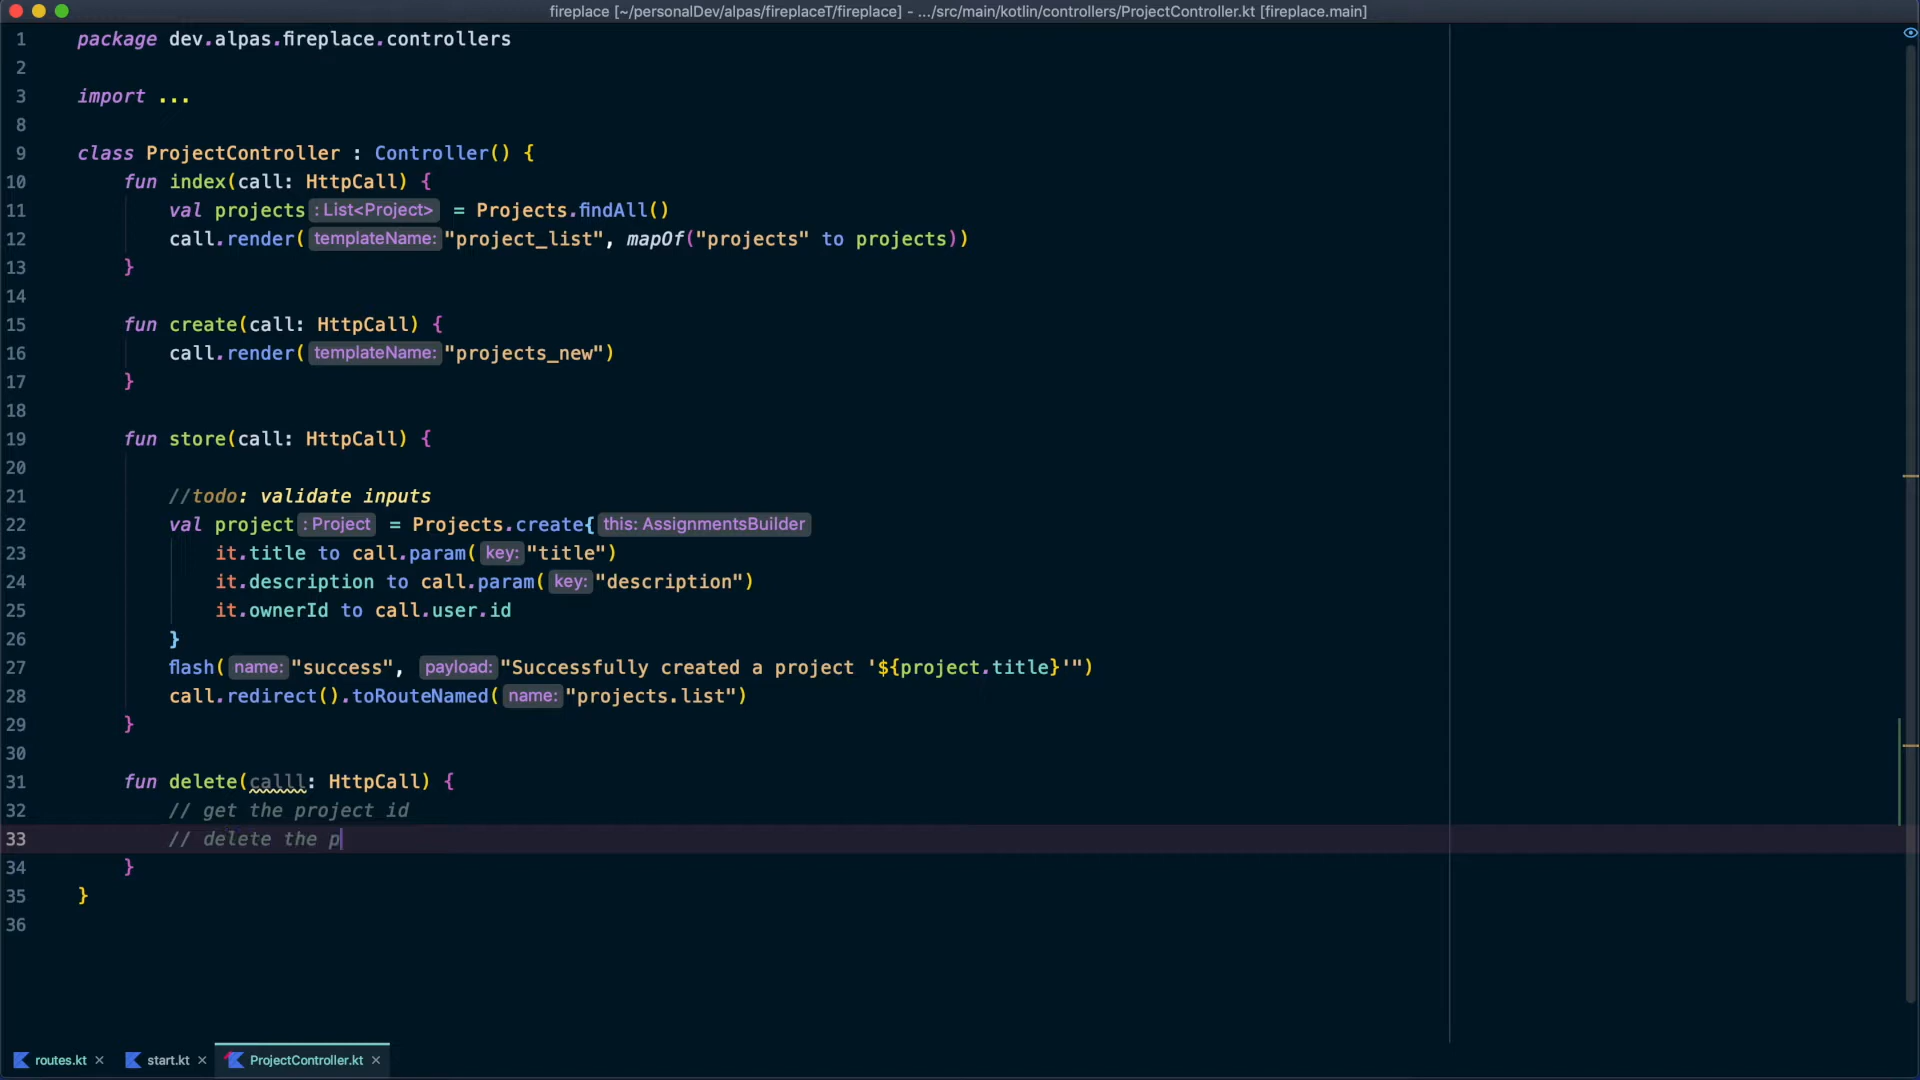 fireplace [~/personalDev/alpas/fireplaceT/fireplace] - .../src/main/kotlin/controllers/ProjectController.kt [fireplace.main]
1 package dev.alpas.fireplace.controllers
2
3 import ...
8
9 class ProjectController : Controller() {
10 fun index(call: HttpCall) {
11 val projects : List<Project> = Projects.findAll()
12 call.render( templateName: "project_list", mapOf("projects" to projects))
13 }
14
15 fun create(call: HttpCall) {
16 call.render( templateName: "projects_new")
17 }
18
19 fun store(call: HttpCall) {
20
21 //todo: validate inputs
22 val project : Project = Projects.create{ this: AssignmentsBuilder
23 it.title to call.param( key: "title")
24 it.description to call.param( key: "description")
25 it.ownerId to call.user.id
26 }
27 flash( name: "success", payload: "Successfully created a project '${project.title}'")
28 call.redirect().toRouteNamed( name: "projects.list")
29 }
30
31 fun delete(calll: HttpCall) {
32 // get the project id
33 // delete the p
34 }
35 }
36
routes.kt × start.kt × ProjectController.kt ×